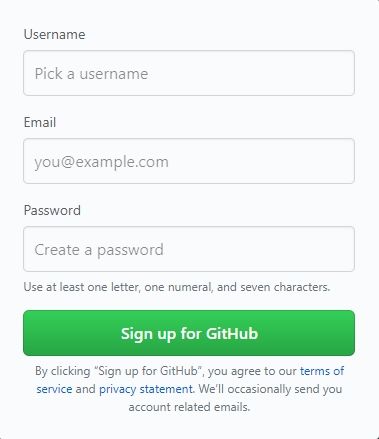 Username
Pick a username
Email
you@example.com
Password
Create a password
Use at least one letter, one numeral, and seven characters.
Sign up for GitHub
By clicking “Sign up for GitHub”, you agree to our terms of
service and privacy statement. We’ll occasionally send you
account related emails.